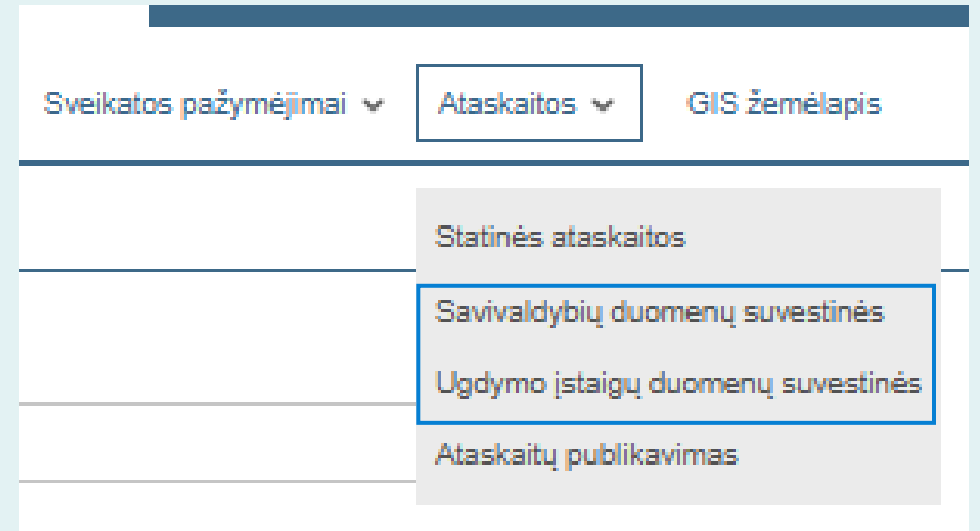 Sveikatos pažymėjimai Ataskaitos GIS žemėlapis
Statinės ataskaitos
Savivaldybių duomenų suvestinės
Ugdymo įstaigų duomenų suvestinės
Ataskaitų publikavimas